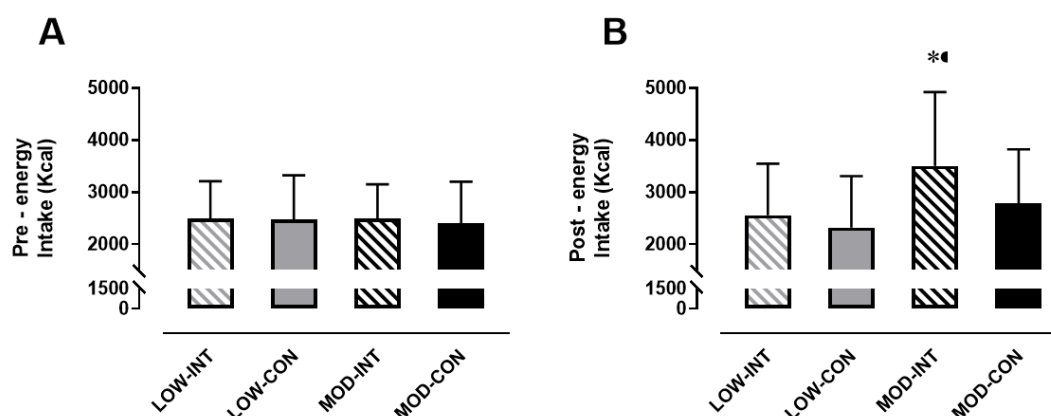 A
Pre - energy
Intake (Kcal)
5000
4000
3000
2000
1500
0
LOW-INT
LOW-CON
MOD-INT
MOD-CON
B
Post - energy
Intake (Kcal)
5000
4000
3000
2000
1500
0
*◖
LOW-INT
LOW-CON
MOD-INT
MOD-CON